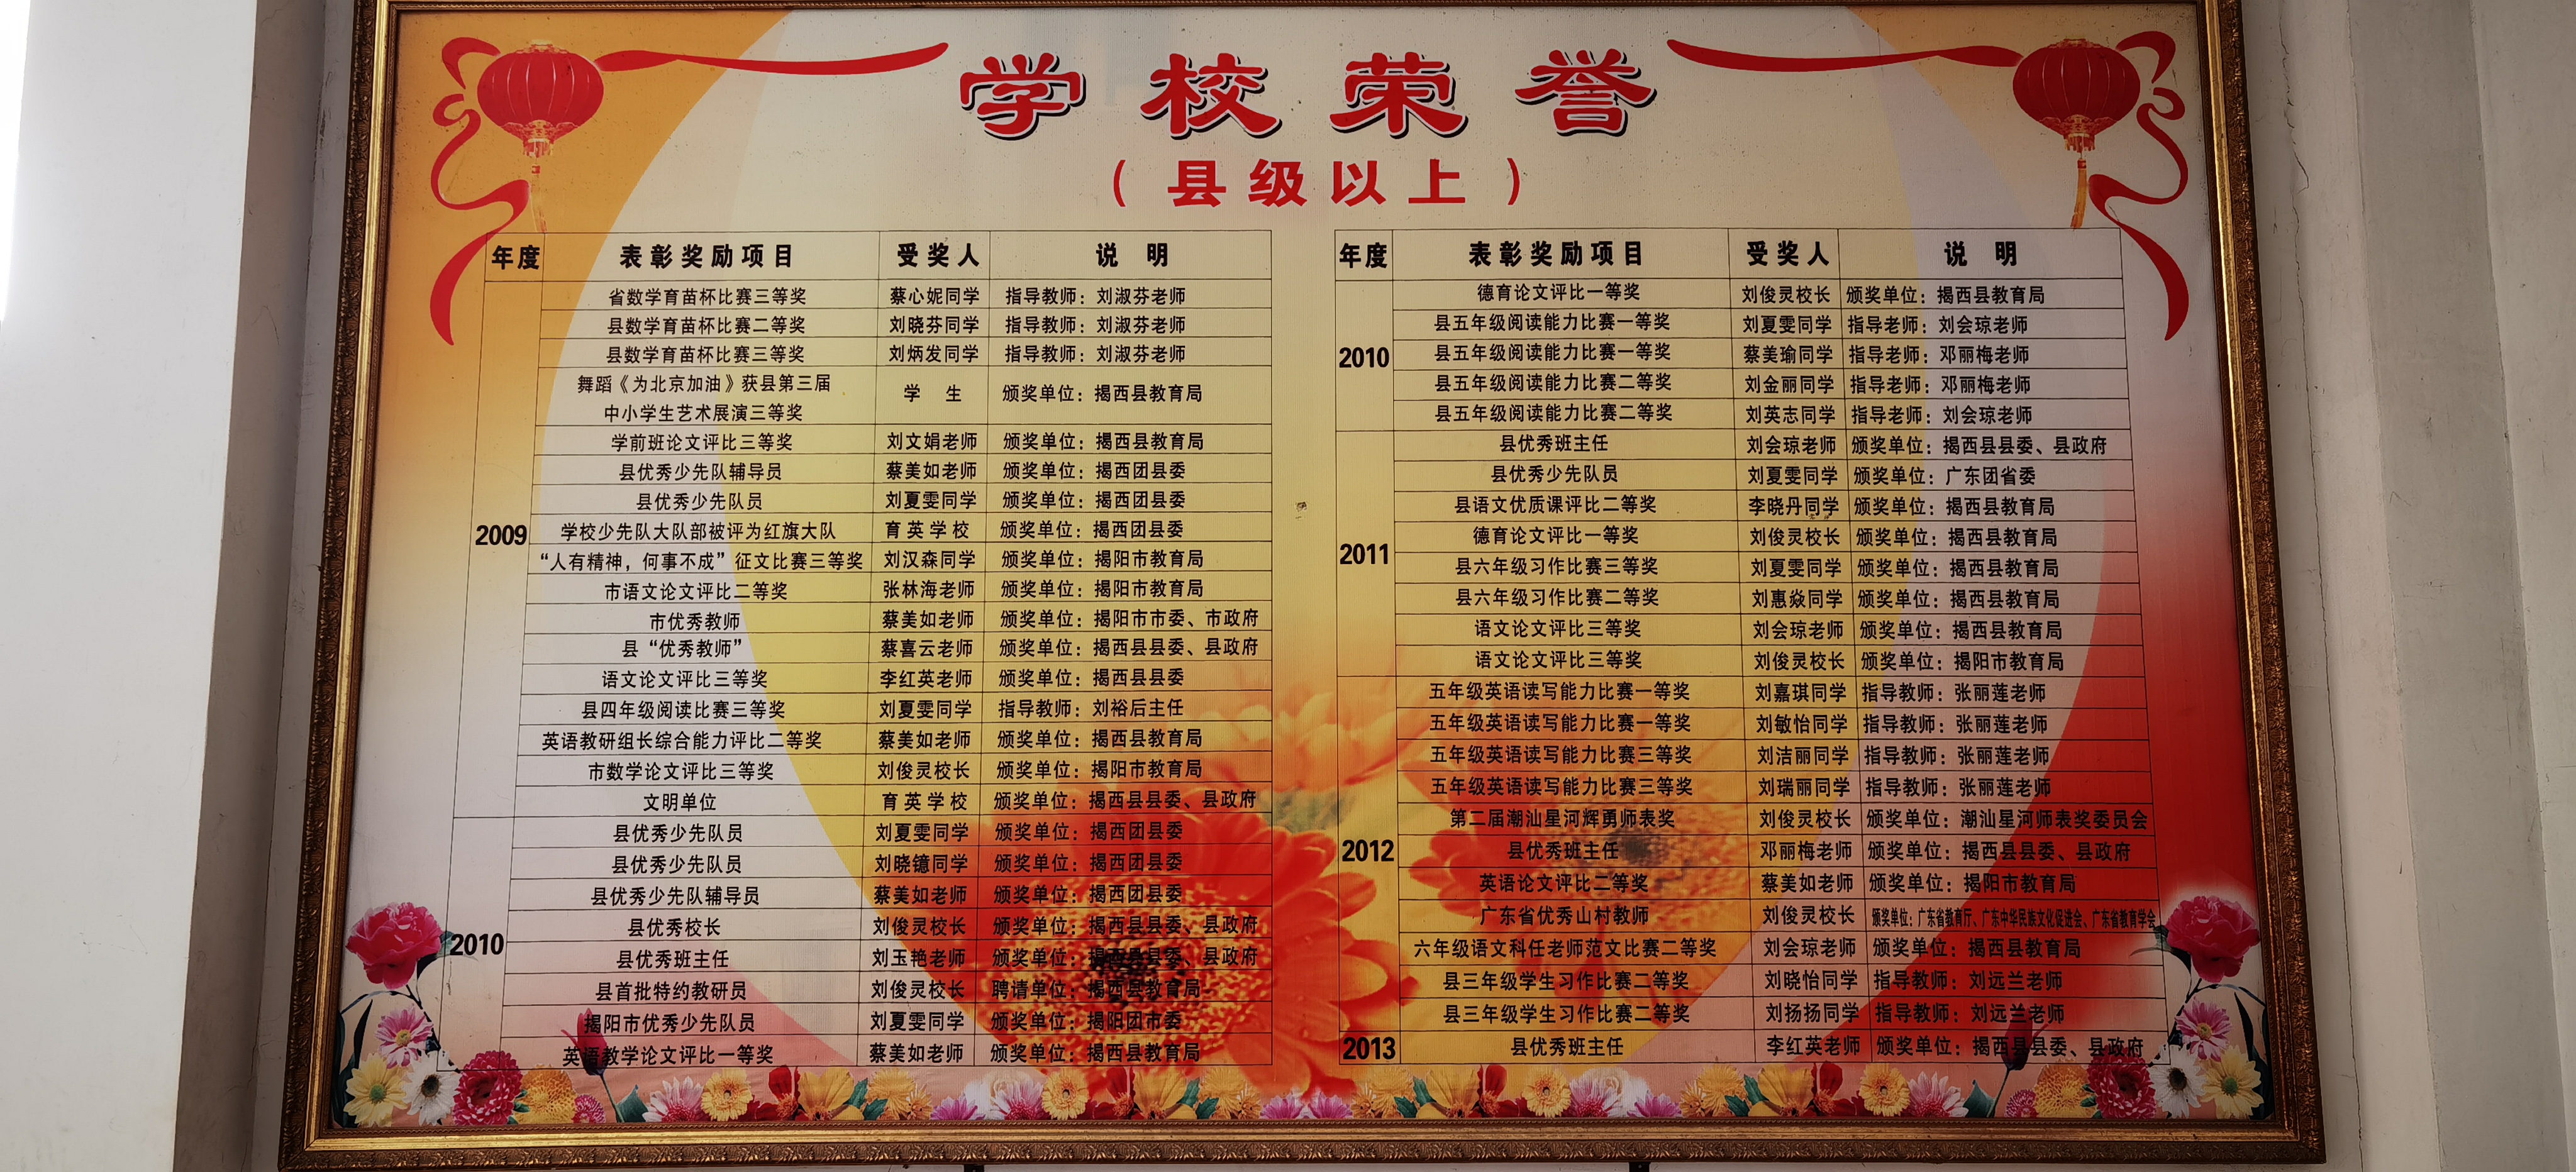 学校荣誉
（县级以上）
年度 表彰奖励项目 受奖人 说明
2009
省数学育苗杯比赛三等奖 蔡心妮同学 指导教师：刘淑芬老师
县数学育苗杯比赛二等奖 刘晓芬同学 指导教师：刘淑芬老师
县数学育苗杯比赛三等奖 刘炳发同学 指导教师：刘淑芬老师
舞蹈《为北京加油》获县第三届
中小学生艺术展演三等奖 学生 颁奖单位：揭西县教育局
学前班论文评比三等奖 刘文娟老师 颁奖单位：揭西县教育局
县优秀少先队辅导员 蔡美如老师 颁奖单位：揭西团县委
县优秀少先队员 刘夏雯同学 颁奖单位：揭西团县委
学校少先队大队部被评为红旗大队 育英学校 颁奖单位：揭西团县委
“人有精神，何事不成”征文比赛三等奖 刘汉森同学 颁奖单位：揭阳市教育局
市语文论文评比二等奖 张林海老师 颁奖单位：揭阳市教育局
市优秀教师 蔡美如老师 颁奖单位：揭阳市市委、市政府
县“优秀教师” 蔡喜云老师 颁奖单位：揭西县县委、县政府
语文论文评比三等奖 李红英老师 颁奖单位：揭西县县委
县四年级阅读比赛三等奖 刘夏雯同学 指导教师：刘裕后主任
英语教研组长综合能力评比二等奖 蔡美如老师 颁奖单位：揭西县教育局
市数学论文评比三等奖 刘俊灵校长 颁奖单位：揭阳市教育局
文明单位 育英学校 颁奖单位：揭西县县委、县政府
2010
县优秀少先队员 刘夏雯同学 颁奖单位：揭西团县委
县优秀少先队员 刘晓镱同学 颁奖单位：揭西团县委
县优秀少先队辅导员 蔡美如老师 颁奖单位：揭西团县委
县优秀校长 刘俊灵校长 颁奖单位：揭西县县委、县政府
县优秀班主任 刘玉艳老师 颁奖单位：揭西县县委、县政府
县首批特约教研员 刘俊灵校长 聘请单位：揭西县教育局
揭阳市优秀少先队员 刘夏雯同学 颁奖单位：揭阳团市委
英语教学论文评比一等奖 蔡美如老师 颁奖单位：揭西县教育局
年度 表彰奖励项目 受奖人 说明
2010
德育论文评比一等奖 刘俊灵校长 颁奖单位：揭西县教育局
县五年级阅读能力比赛一等奖 刘夏雯同学 指导老师：刘会琼老师
县五年级阅读能力比赛一等奖 蔡美瑜同学 指导老师：邓丽梅老师
县五年级阅读能力比赛二等奖 刘金丽同学 指导老师：邓丽梅老师
县五年级阅读能力比赛二等奖 刘英志同学 指导老师：刘会琼老师
2011
县优秀班主任 刘会琼老师 颁奖单位：揭西县县委、县政府
县优秀少先队员 刘夏雯同学 颁奖单位：广东团省委
县语文优质课评比二等奖 李晓丹同学 颁奖单位：揭西县教育局
德育论文评比一等奖 刘俊灵校长 颁奖单位：揭西县教育局
县六年级习作比赛三等奖 刘夏雯同学 颁奖单位：揭西县教育局
县六年级习作比赛二等奖 刘惠焱同学 颁奖单位：揭西县教育局
语文论文评比三等奖 刘会琼老师 颁奖单位：揭西县教育局
语文论文评比三等奖 刘俊灵校长 颁奖单位：揭阳市教育局
2012
五年级英语读写能力比赛一等奖 刘嘉琪同学 指导教师：张丽莲老师
五年级英语读写能力比赛一等奖 刘敏怡同学 指导教师：张丽莲老师
五年级英语读写能力比赛三等奖 刘洁丽同学 指导教师：张丽莲老师
五年级英语读写能力比赛三等奖 刘瑞丽同学 指导教师：张丽莲老师
第二届潮汕星河辉勇师表奖 刘俊灵校长 颁奖单位：潮汕星河师表奖委员会
县优秀班主任 邓丽梅老师 颁奖单位：揭西县县委、县政府
英语论文评比二等奖 蔡美如老师 颁奖单位：揭阳市教育局
广东省优秀山村教师 刘俊灵校长 颁奖单位：广东省教育厅、广东中华民族文化促进会、广东省教育学会
六年级语文科任老师范文比赛二等奖 刘会琼老师 颁奖单位：揭西县教育局
县三年级学生习作比赛二等奖 刘晓怡同学 指导教师：刘远兰老师
县三年级学生习作比赛二等奖 刘扬扬同学 指导教师：刘远兰老师
2013
县优秀班主任 李红英老师 颁奖单位：揭西县县委、县政府